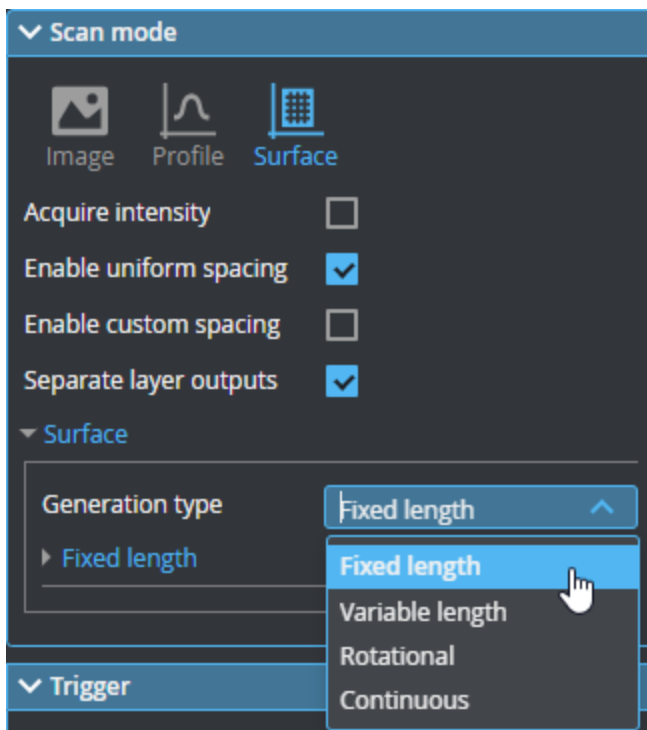 Scan mode
Image Profile Surface
Acquire intensity
Enable uniform spacing
Enable custom spacing
Separate layer outputs
Surface
Generation type Fixed length
Fixed length
Fixed length
Variable length
Rotational
Continuous
Trigger